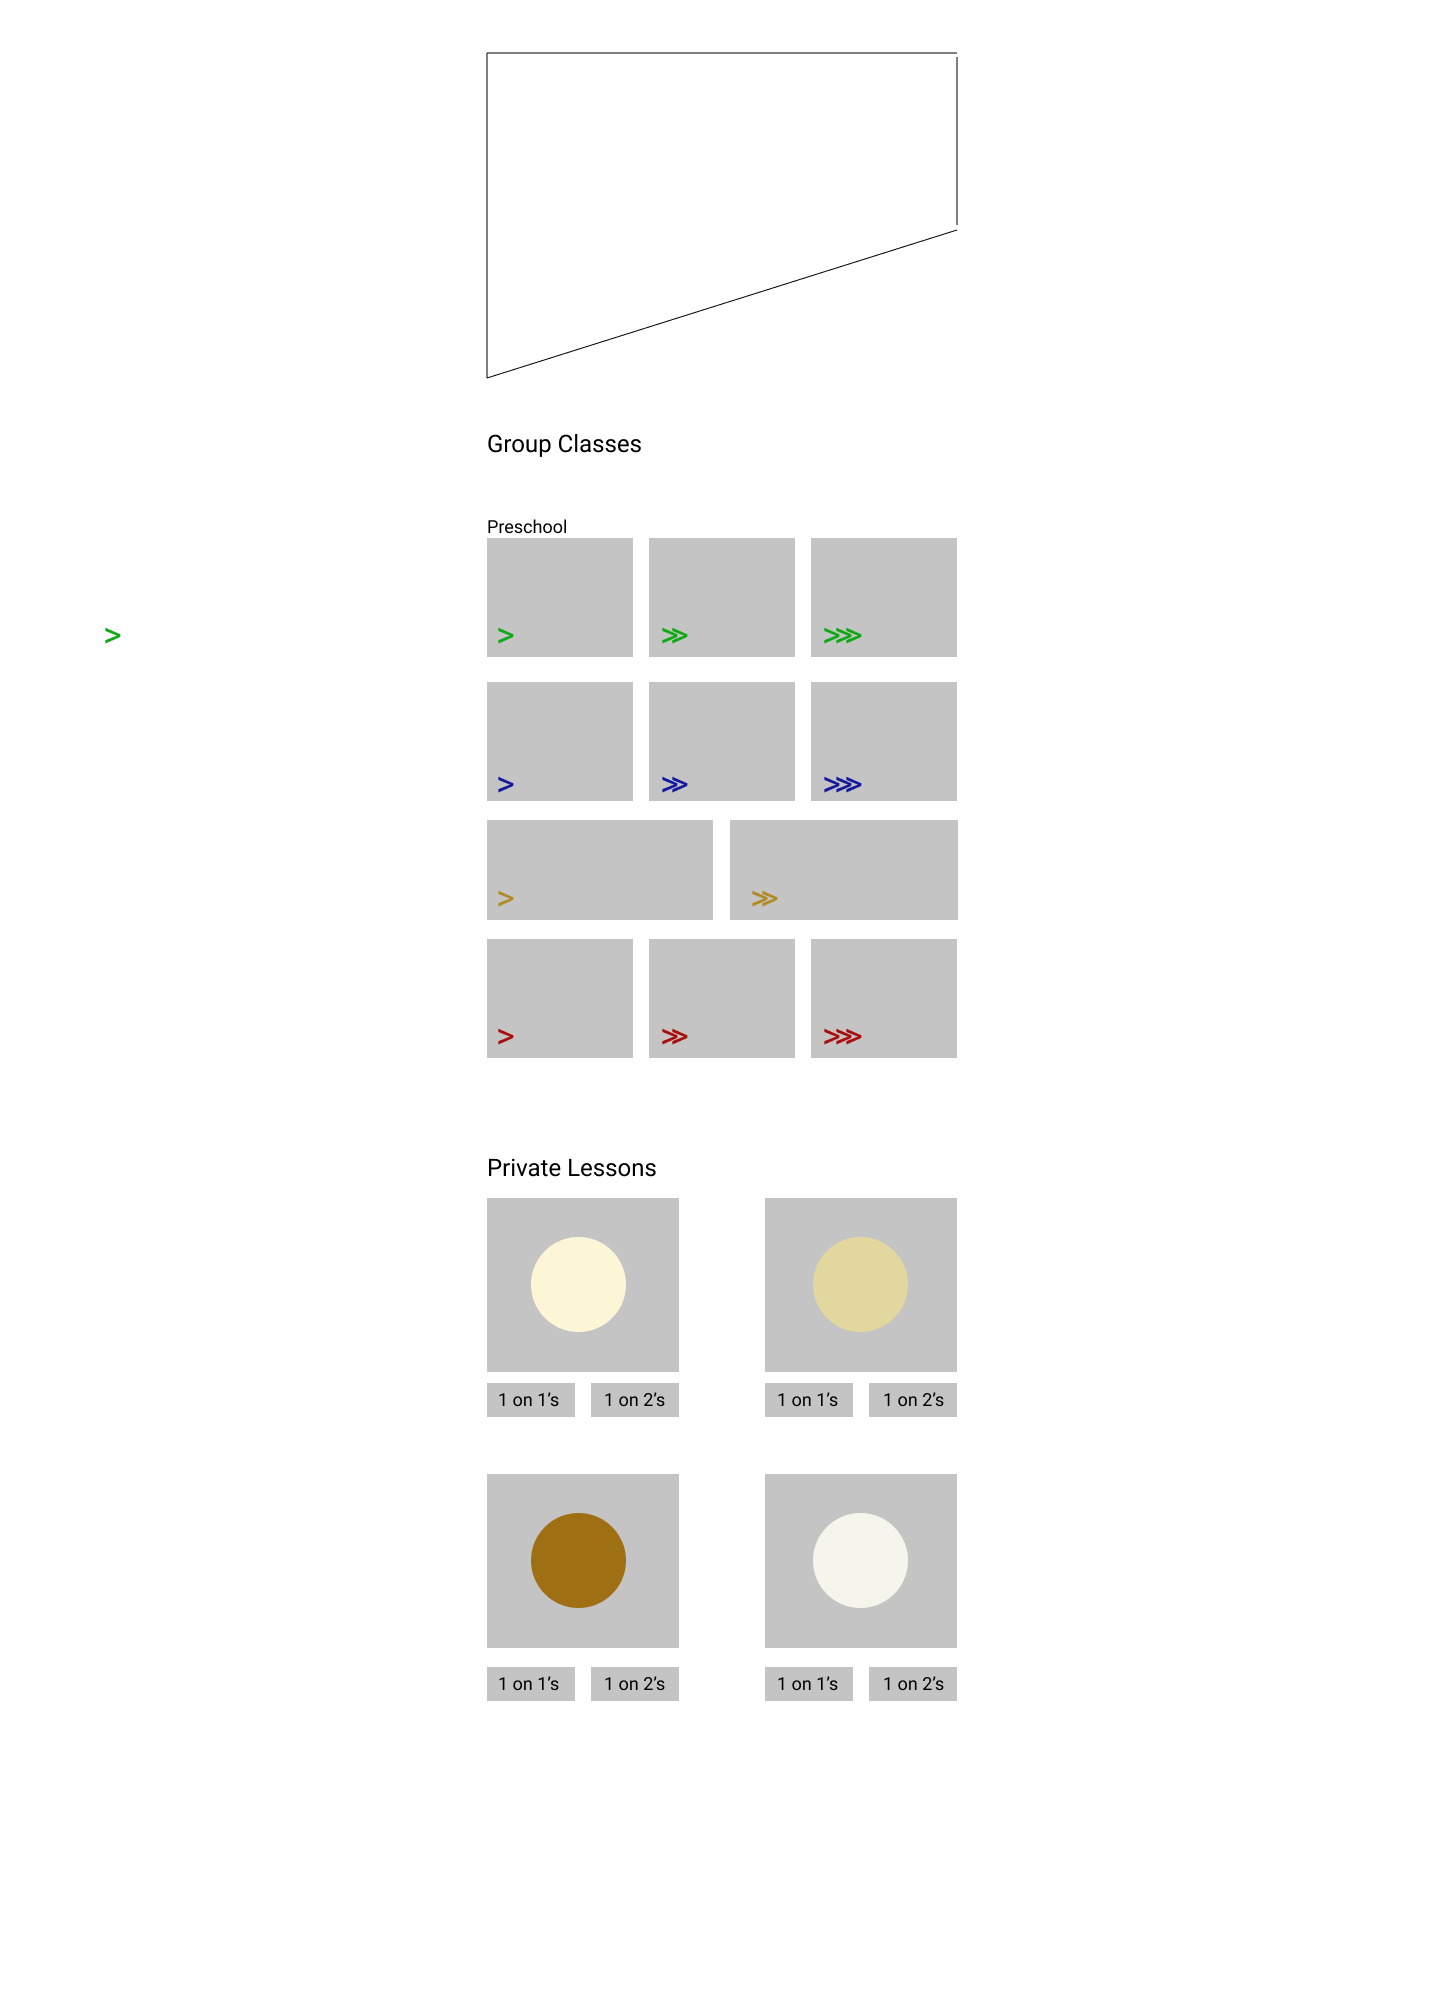 Group Classes
Preschool
>
> >> >>>
> >> >>>
> >>
> >> >>>
Private Lessons
1 on 1’s 1 on 2’s 1 on 1’s 1 on 2’s
1 on 1’s 1 on 2’s 1 on 1’s 1 on 2’s